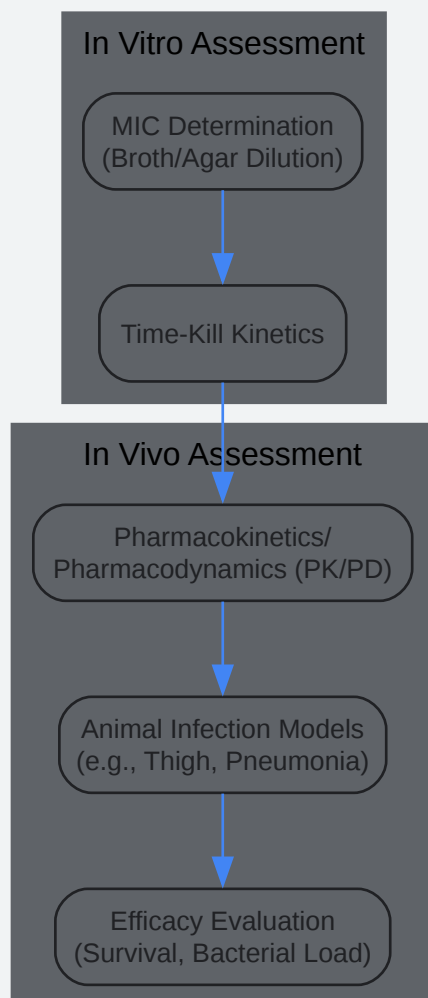 In Vitro Assessment
MIC Determination
(Broth/Agar Dilution)
Time-Kill Kinetics
In Vivo Assessment
Pharmacokinetics/
Pharmacodynamics (PK/PD)
Animal Infection Models
(e.g., Thigh, Pneumonia)
Efficacy Evaluation
(Survival, Bacterial Load)